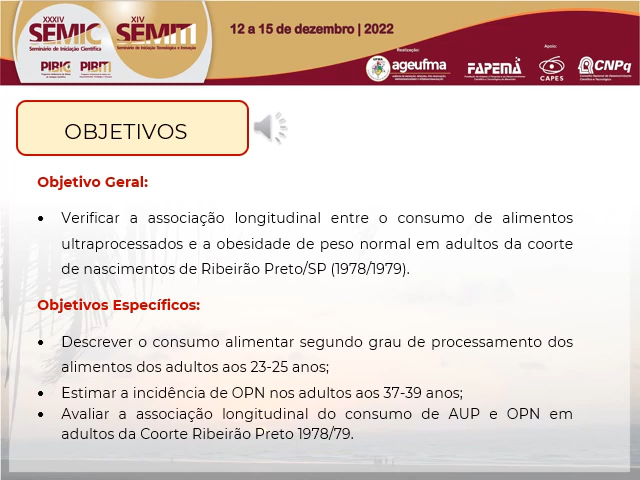 XXXIV
SEMIC
Seminário de Iniciação Científica
XIV
SEMITI
Seminário de Iniciação Tecnológica e Inovação
PIBIC
PIBITI
12 a 15 de dezembro | 2022
Realização:
ageufma
Apoio:
FAPEMA
CAPES
CNPq
OBJETIVOS
Objetivo Geral:
• Verificar a associação longitudinal entre o consumo de alimentos
ultraprocessados e a obesidade de peso normal em adultos da coorte
de nascimentos de Ribeirão Preto/SP (1978/1979).
Objetivos Específicos:
• Descrever o consumo alimentar segundo grau de processamento dos
alimentos dos adultos aos 23-25 anos;
• Estimar a incidência de OPN nos adultos aos 37-39 anos;
• Avaliar a associação longitudinal do consumo de AUP e OPN em
adultos da Coorte Ribeirão Preto 1978/79.